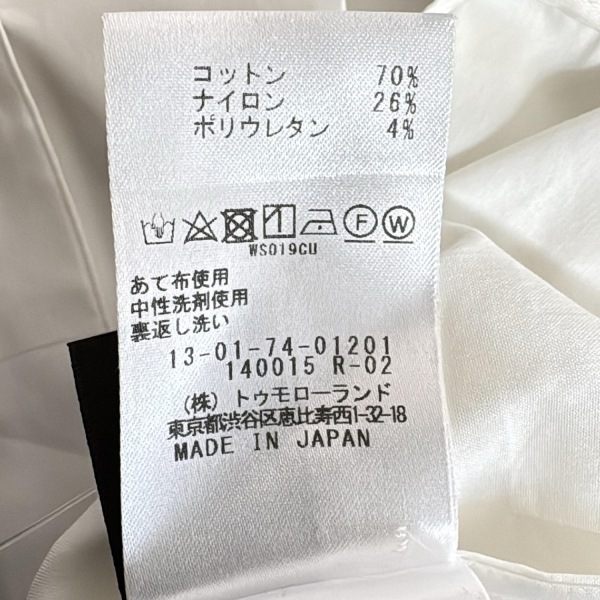 コットン 70%
ナイロン 26%
ポリウレタン 4%
F W
WS019CU
あて布使用
中性洗剤使用
裏返し洗い
13-01-74-01201
140015 R-02
(株) トゥモローランド
東京都渋谷区恵比寿西1-32-18
MADE IN JAPAN